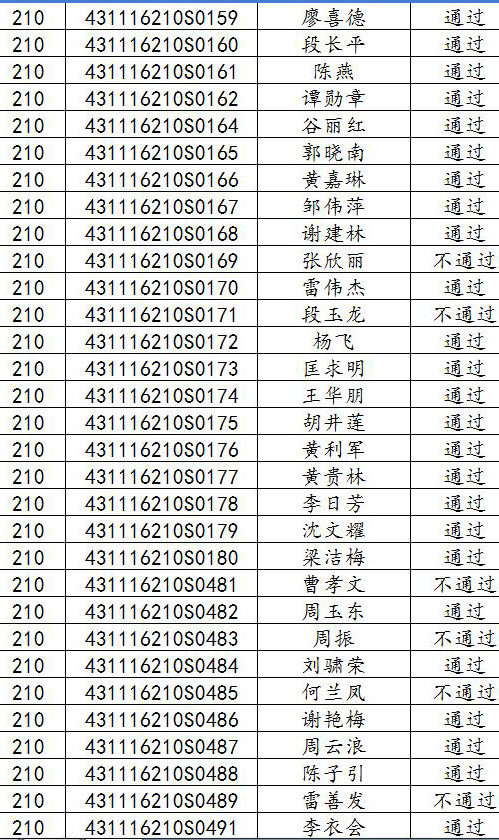 210 431116210S0159 廖喜德 通过
210 431116210S0160 段长平 通过
210 431116210S0161 陈燕 通过
210 431116210S0162 谭勋章 通过
210 431116210S0164 谷丽红 通过
210 431116210S0165 郭晓南 通过
210 431116210S0166 黄嘉琳 通过
210 431116210S0167 邹伟萍 通过
210 431116210S0168 谢建林 通过
210 431116210S0169 张欣丽 不通过
210 431116210S0170 雷伟杰 通过
210 431116210S0171 段玉龙 不通过
210 431116210S0172 杨飞 通过
210 431116210S0173 匡求明 通过
210 431116210S0174 王华朋 通过
210 431116210S0175 胡井莲 通过
210 431116210S0176 黄利军 通过
210 431116210S0177 黄贵林 通过
210 431116210S0178 李日芳 通过
210 431116210S0179 沈文耀 通过
210 431116210S0180 梁洁梅 通过
210 431116210S0481 曹孝文 不通过
210 431116210S0482 周玉东 通过
210 431116210S0483 周振 不通过
210 431116210S0484 刘骕荣 通过
210 431116210S0485 何兰凤 不通过
210 431116210S0486 谢艳梅 通过
210 431116210S0487 周云浪 通过
210 431116210S0488 陈子引 通过
210 431116210S0489 雷善发 不通过
210 431116210S0491 李衣会 通过